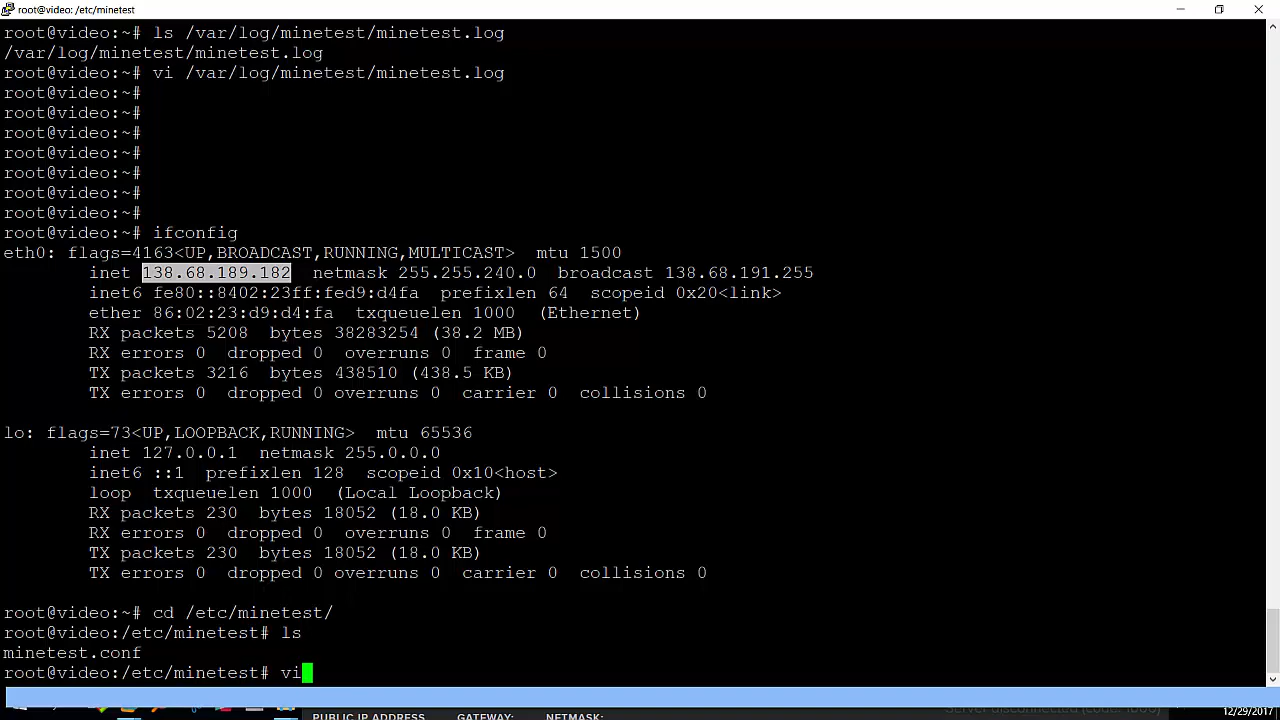 root@video: /etc/minetest
root@video:~# ls /var/log/minetest/minetest.log
/var/log/minetest/minetest.log
root@video:~# vi /var/log/minetest/minetest.log
root@video:~#
root@video:~#
root@video:~#
root@video:~#
root@video:~#
root@video:~#
root@video:~#
root@video:~# ifconfig
eth0: flags=4163<UP,BROADCAST,RUNNING,MULTICAST>  mtu 1500
        inet 138.68.189.182  netmask 255.255.240.0  broadcast 138.68.191.255
        inet6 fe80::8402:23ff:fed9:d4fa  prefixlen 64  scopeid 0x20<link>
        ether 86:02:23:d9:d4:fa  txqueuelen 1000  (Ethernet)
        RX packets 5208  bytes 38283254 (38.2 MB)
        RX errors 0  dropped 0  overruns 0  frame 0
        TX packets 3216  bytes 438510 (438.5 KB)
        TX errors 0  dropped 0 overruns 0  carrier 0  collisions 0
lo: flags=73<UP,LOOPBACK,RUNNING>  mtu 65536
        inet 127.0.0.1  netmask 255.0.0.0
        inet6 ::1  prefixlen 128  scopeid 0x10<host>
        loop  txqueuelen 1000  (Local Loopback)
        RX packets 230  bytes 18052 (18.0 KB)
        RX errors 0  dropped 0  overruns 0  frame 0
        TX packets 230  bytes 18052 (18.0 KB)
        TX errors 0  dropped 0 overruns 0  carrier 0  collisions 0
root@video:~# cd /etc/minetest/
root@video:/etc/minetest# ls
minetest.conf
root@video:/etc/minetest# vi
PUBLIC IP ADDRESS GATEWAY: NETMASK:
Server disconnected (code: 1006)
12/29/2017